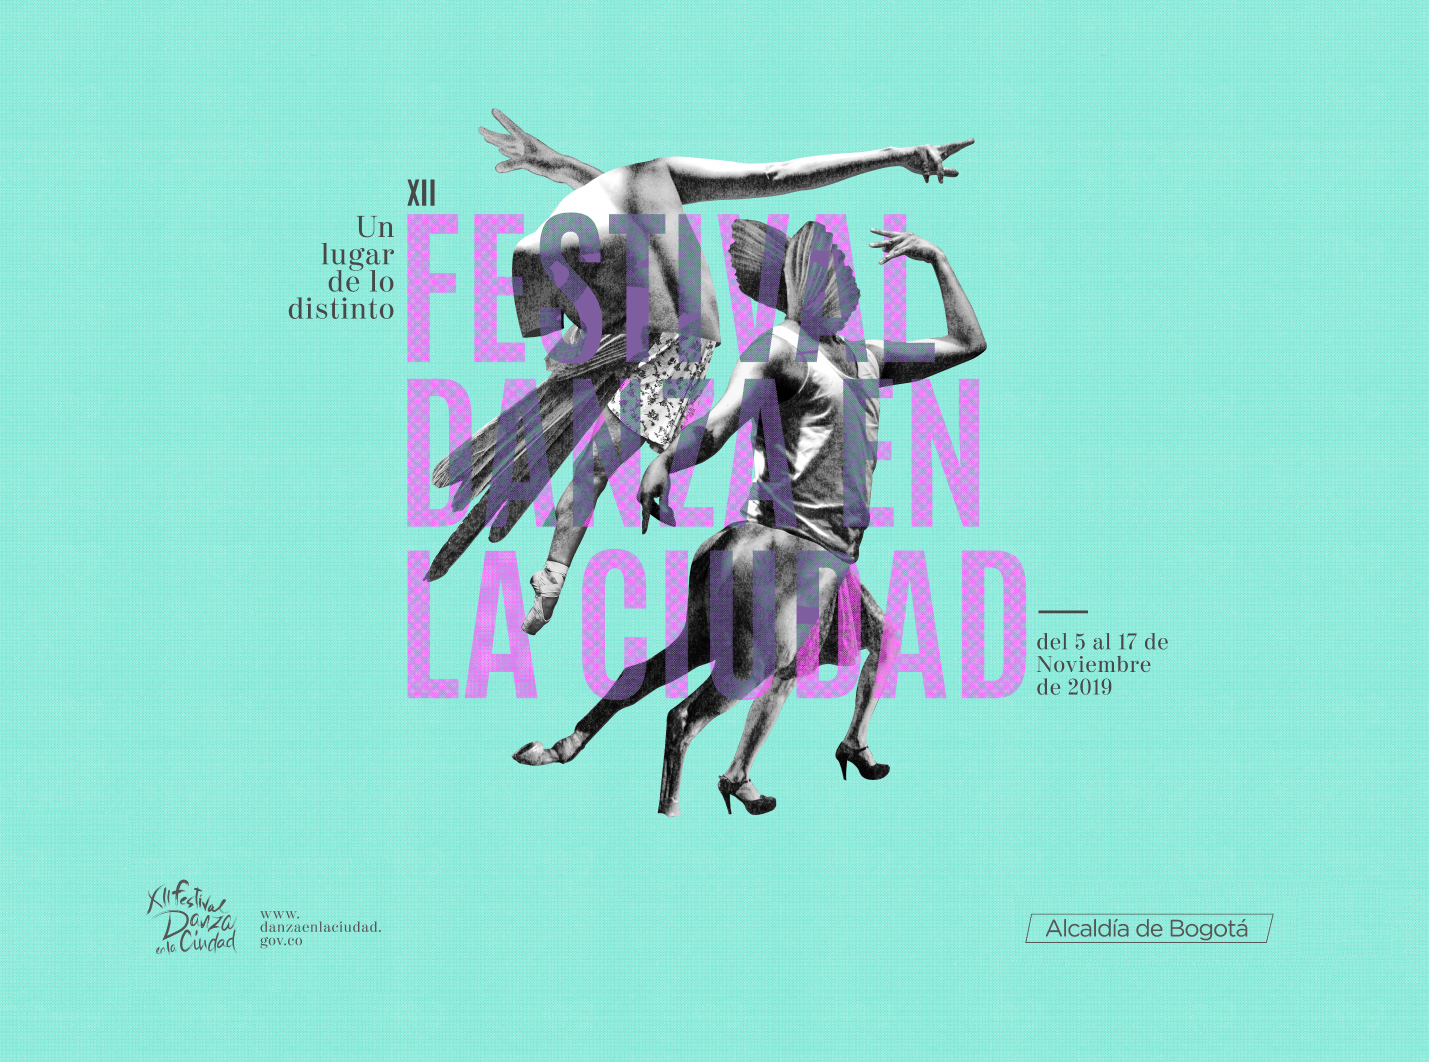 XII
Un
lugar
de lo
distinto
FESTIVAL
DANZA EN
LA CIUDAD
del 5 al 17 de
Noviembre
de 2019
XII Festival
Danza
en la Ciudad
www.
danzaenlaciudad.
gov.co
Alcaldía de Bogotá